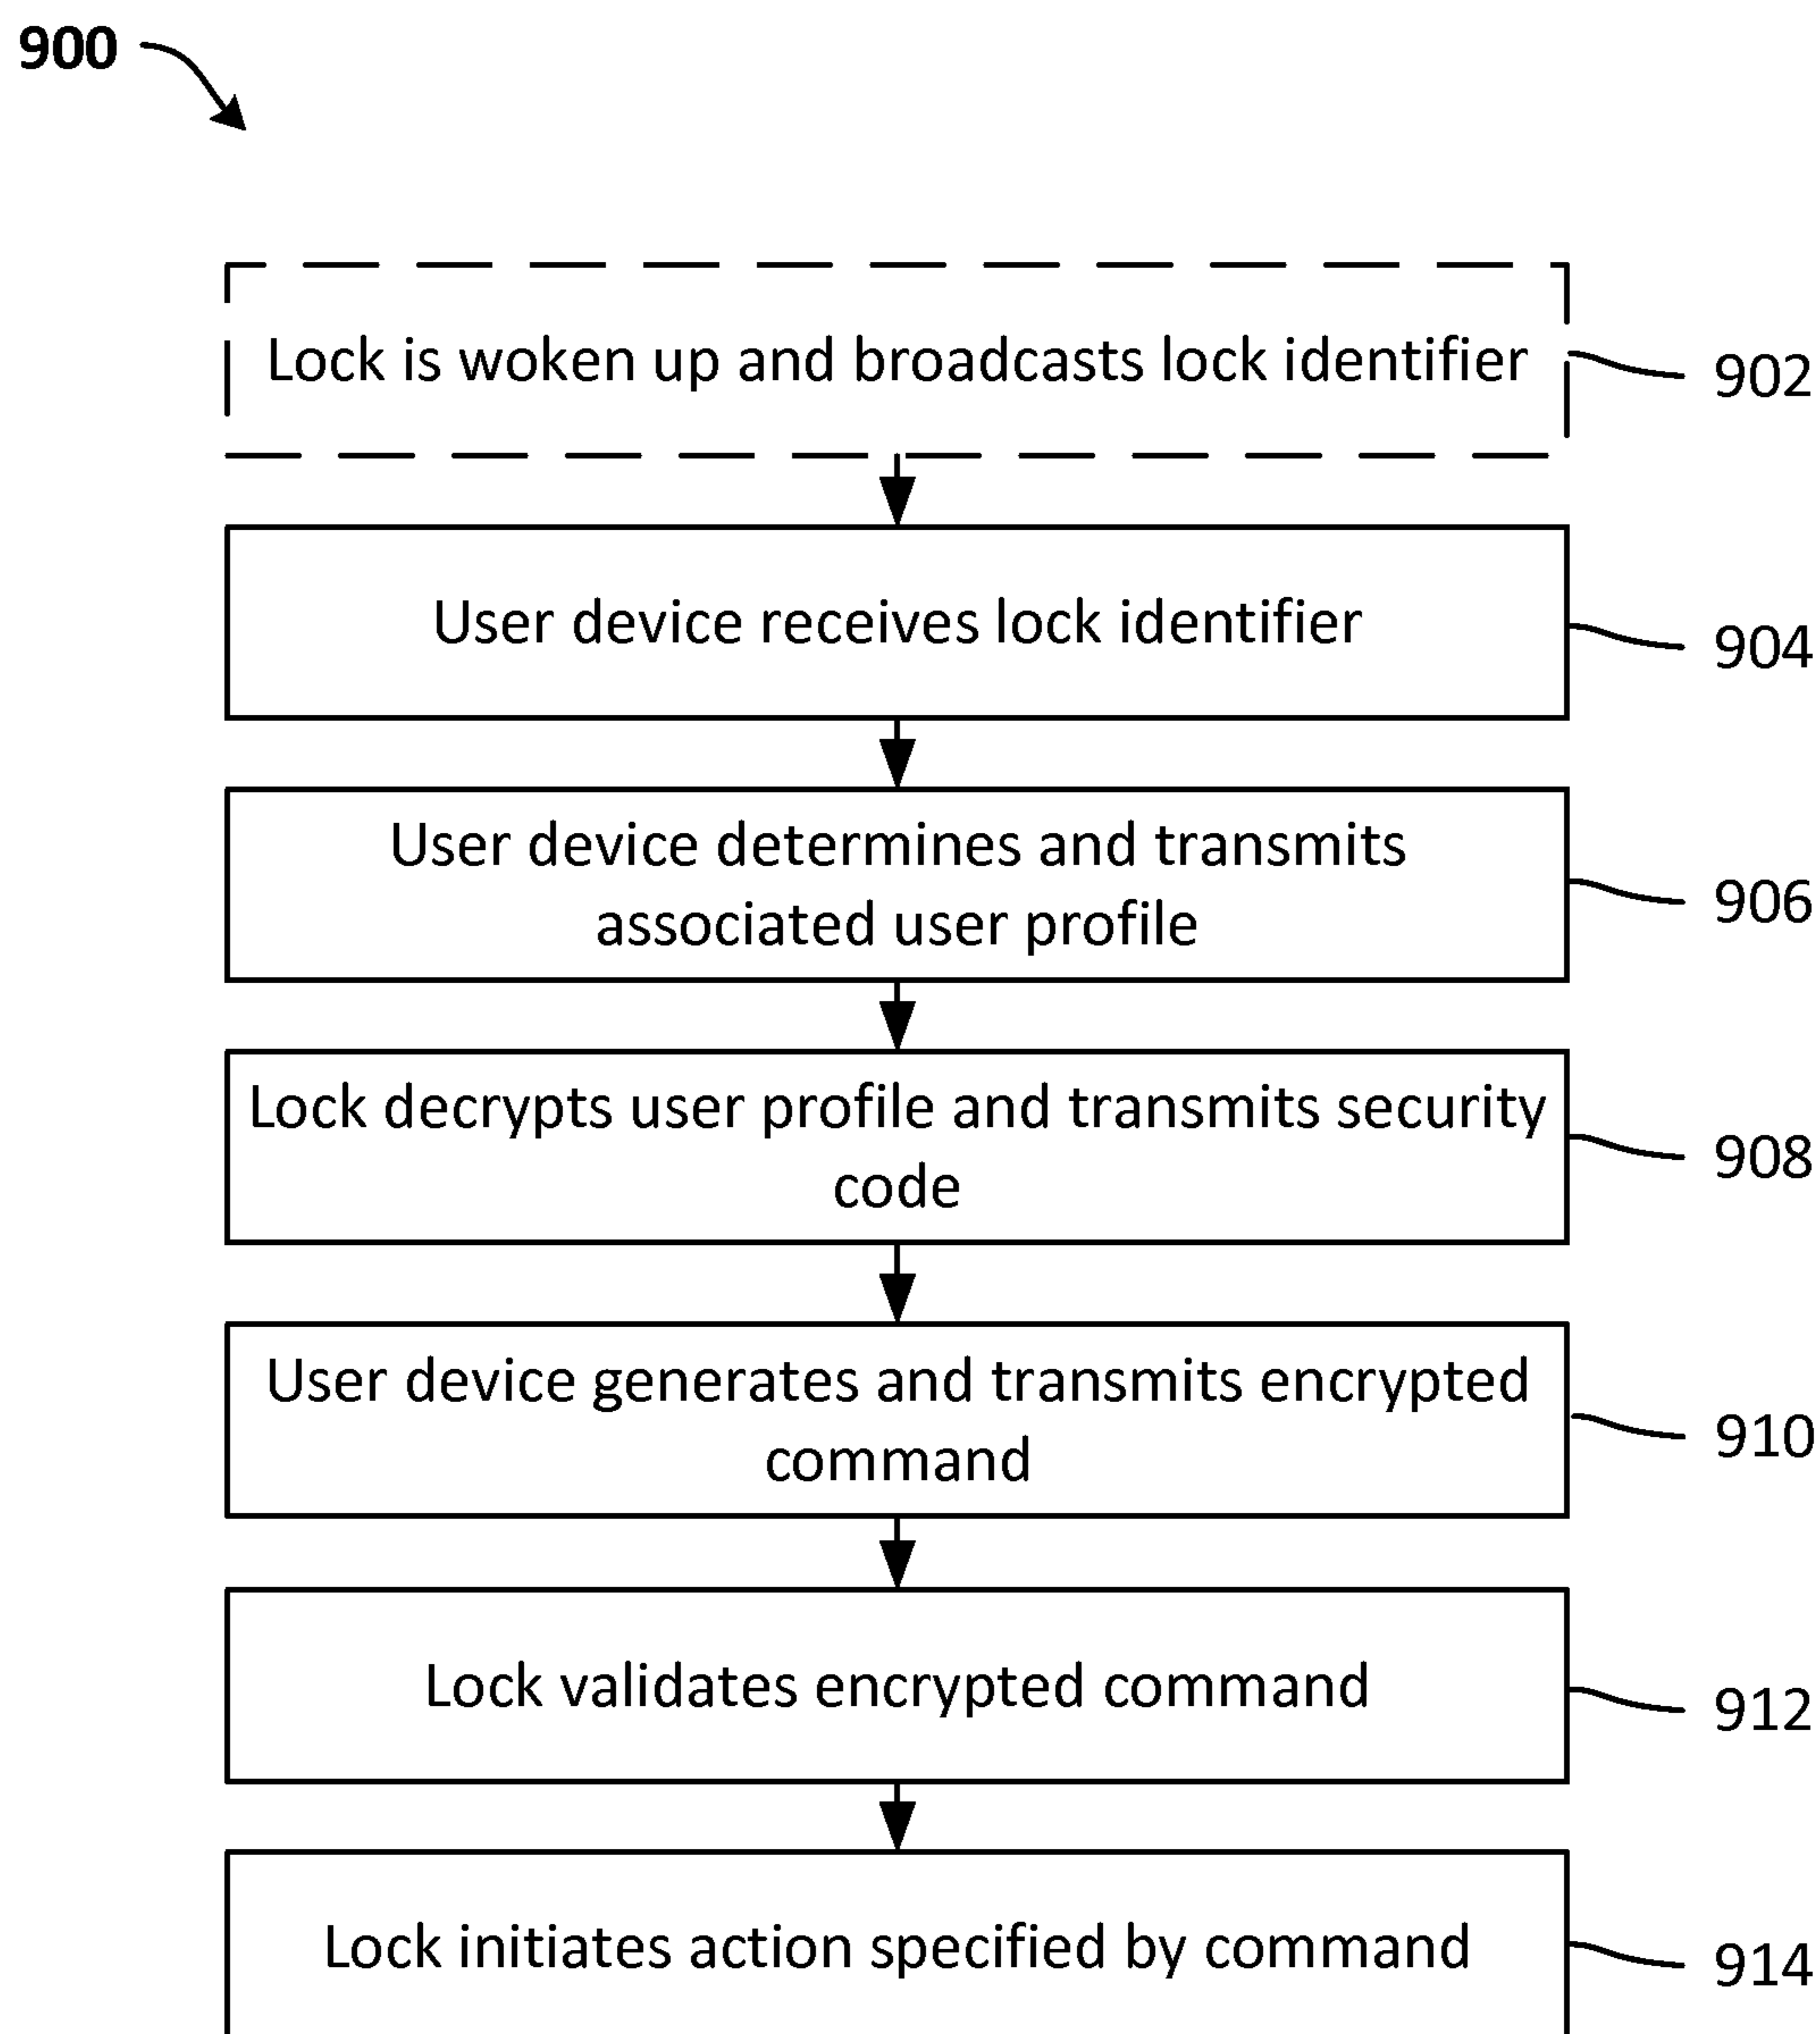 900
Lock is woken up and broadcasts lock identifier
902
User device receives lock identifier
904
User device determines and transmits
associated user profile
906
Lock decrypts user profile and transmits security
code
908
User device generates and transmits encrypted
command
910
Lock validates encrypted command
912
Lock initiates action specified by command
914